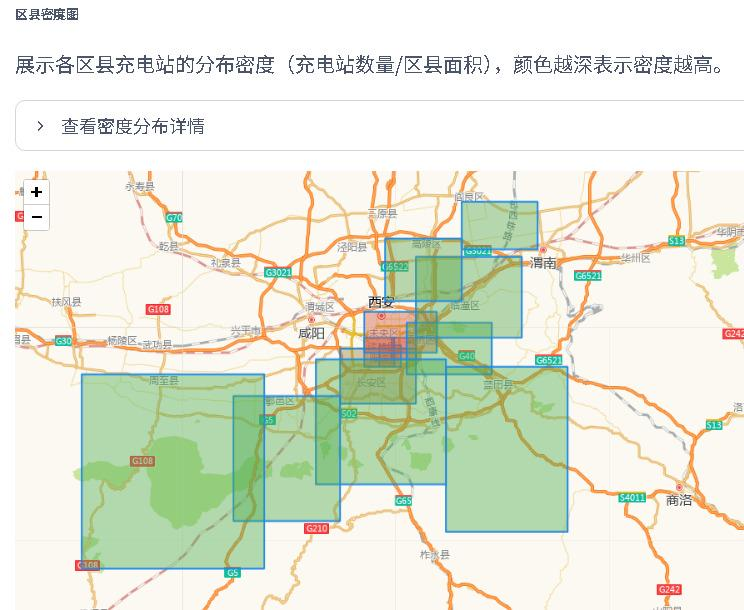 区县密度图
展示各区县充电站的分布密度（充电站数量/区县面积），颜色越深表示密度越高。
查看密度分布详情
+
−
永寿县
阎良区
三原县
G70
乾县
泾阳县
高陵区
G3021
S13
华阴市
礼泉县
G3021
G6522
渭南
华州区
G6521
扶风县
G108
渭城区
西安
临潼区
兴平市
咸阳
未央区
G242
G30
杨陵区
武功县
G40
G6521
周至县
长安区
蓝田县
鄠邑区
G5
S02
S13
G108
G65
S4011
商洛
G210
柞水县
G108
G5
G242